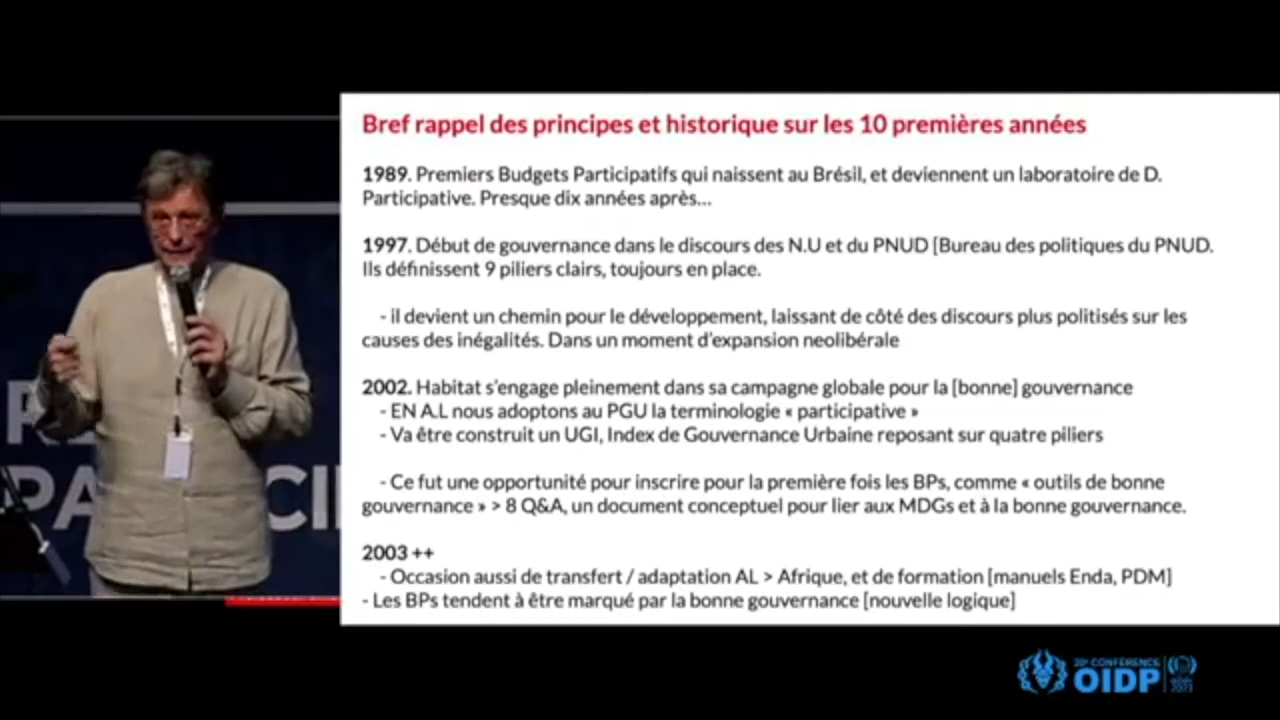 Bref rappel des principes et historique sur les 10 premières années
1989. Premiers Budgets Participatifs qui naissent au Brésil, et deviennent un laboratoire de D.
Participative. Presque dix années après...
1997. Début de gouvernance dans le discours des N.U et du PNUD [Bureau des politiques du PNUD.
Ils définissent 9 piliers clairs, toujours en place.
- il devient un chemin pour le développement, laissant de côté des discours plus politisés sur les
causes des inégalités. Dans un moment d'expansion neolibérale
2002. Habitat s'engage pleinement dans sa campagne globale pour la [bonne] gouvernance
- EN A.L nous adoptons au PGU la terminologie « participative »
- Va être construit un UGI, Index de Gouvernance Urbaine reposant sur quatre piliers
- Ce fut une opportunité pour inscrire pour la première fois les BPs, comme « outils de bonne
gouvernance » > 8 Q&A, un document conceptuel pour lier aux MDGs et à la bonne gouvernance.
2003 ++
- Occasion aussi de transfert / adaptation AL > Afrique, et de formation [manuels Enda, PDM]
- Les BPs tendent à être marqué par la bonne gouvernance [nouvelle logique]
PA CI
CONFÉRENCE
OIDP